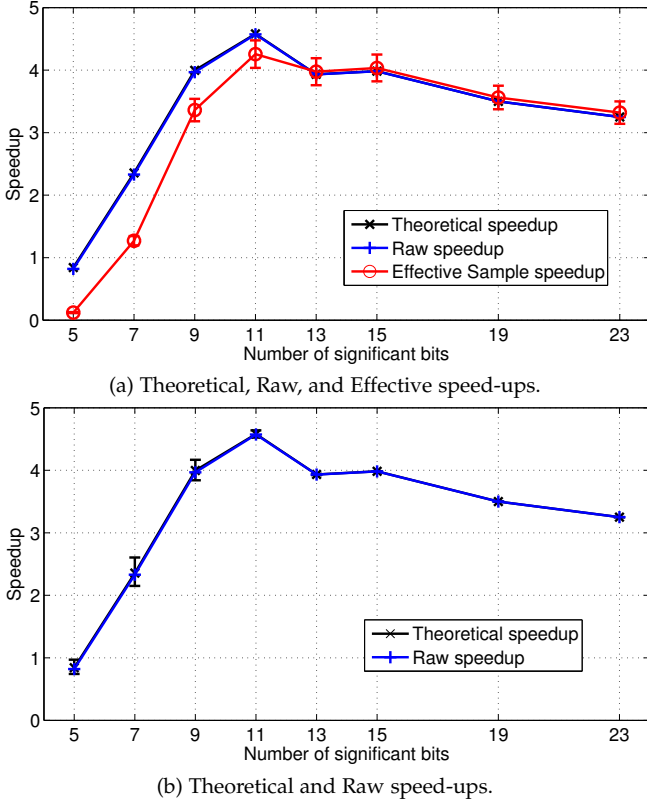 5
4
3
2
1
0
Speedup
Theoretical speedup
Raw speedup
Effective Sample speedup
5 7 9 11 13 15 19 23
Number of significant bits
(a) Theoretical, Raw, and Effective speed-ups.
5
4
3
2
1
0
Speedup
Theoretical speedup
Raw speedup
5 7 9 11 13 15 19 23
Number of significant bits
(b) Theoretical and Raw speed-ups.